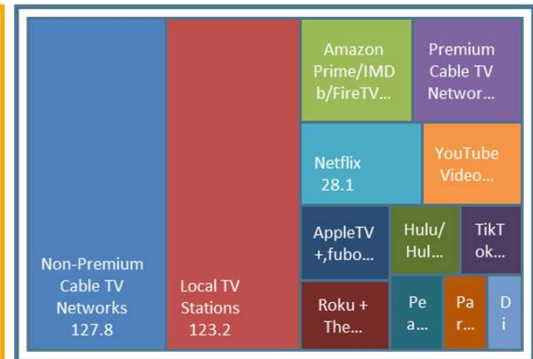 Non-Premium
Cable TV
Networks
127.8
Local TV
Stations
123.2
Amazon
Prime/IMD
b/FireTV...
Premium
Cable TV
Networ...
Netflix
28.1
YouTube
Video...
AppleTV
+,fubo...
Hulu/
Hul...
TikT
ok...
Roku +
The...
Pe
a...
Pa
r...
D
i